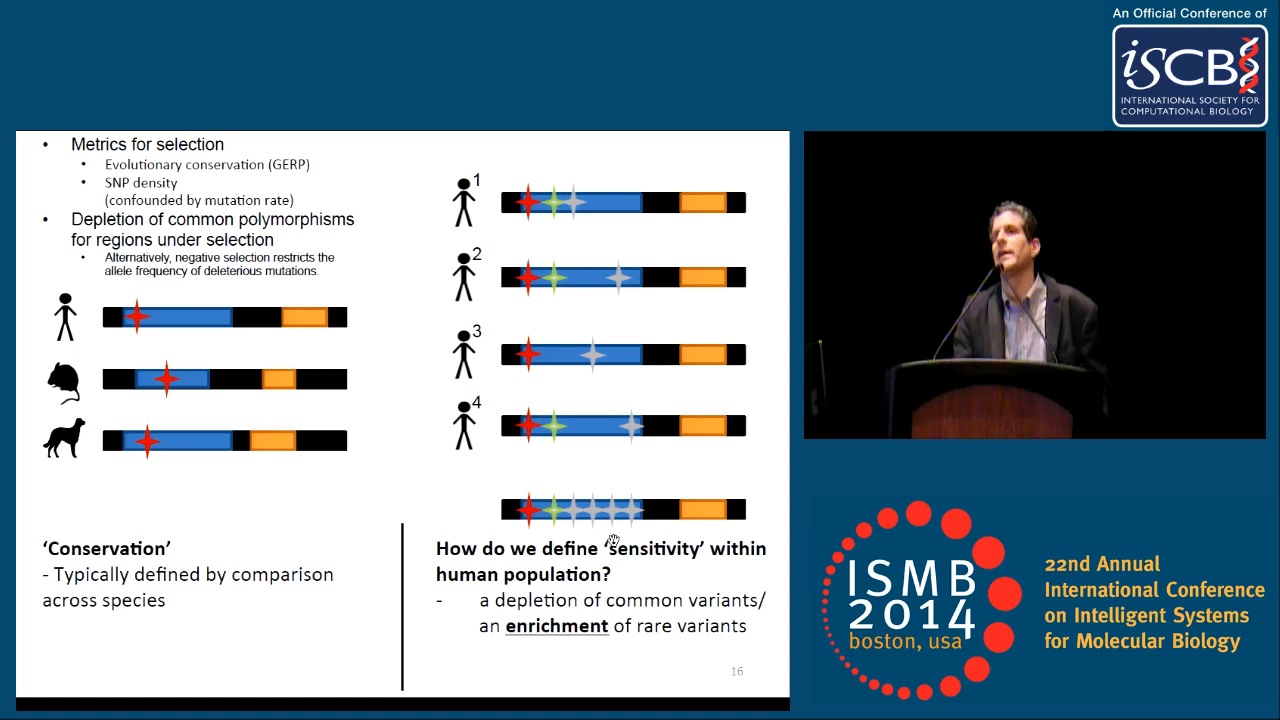 An Official Conference of
iSCB
INTERNATIONAL SOCIETY FOR
COMPUTATIONAL BIOLOGY
• Metrics for selection
• Evolutionary conservation (GERP)
• SNP density
(confounded by mutation rate)
• Depletion of common polymorphisms
for regions under selection
• Alternatively, negative selection restricts the
allele frequency of deleterious mutations.
1
2
3
4
‘Conservation’
- Typically defined by comparison
across species
How do we define ‘sensitivity’ within
human population?
- a depletion of common variants/
an enrichment of rare variants
16
ISMB
2014
boston, usa
22nd Annual
International Conference
on Intelligent Systems
for Molecular Biology